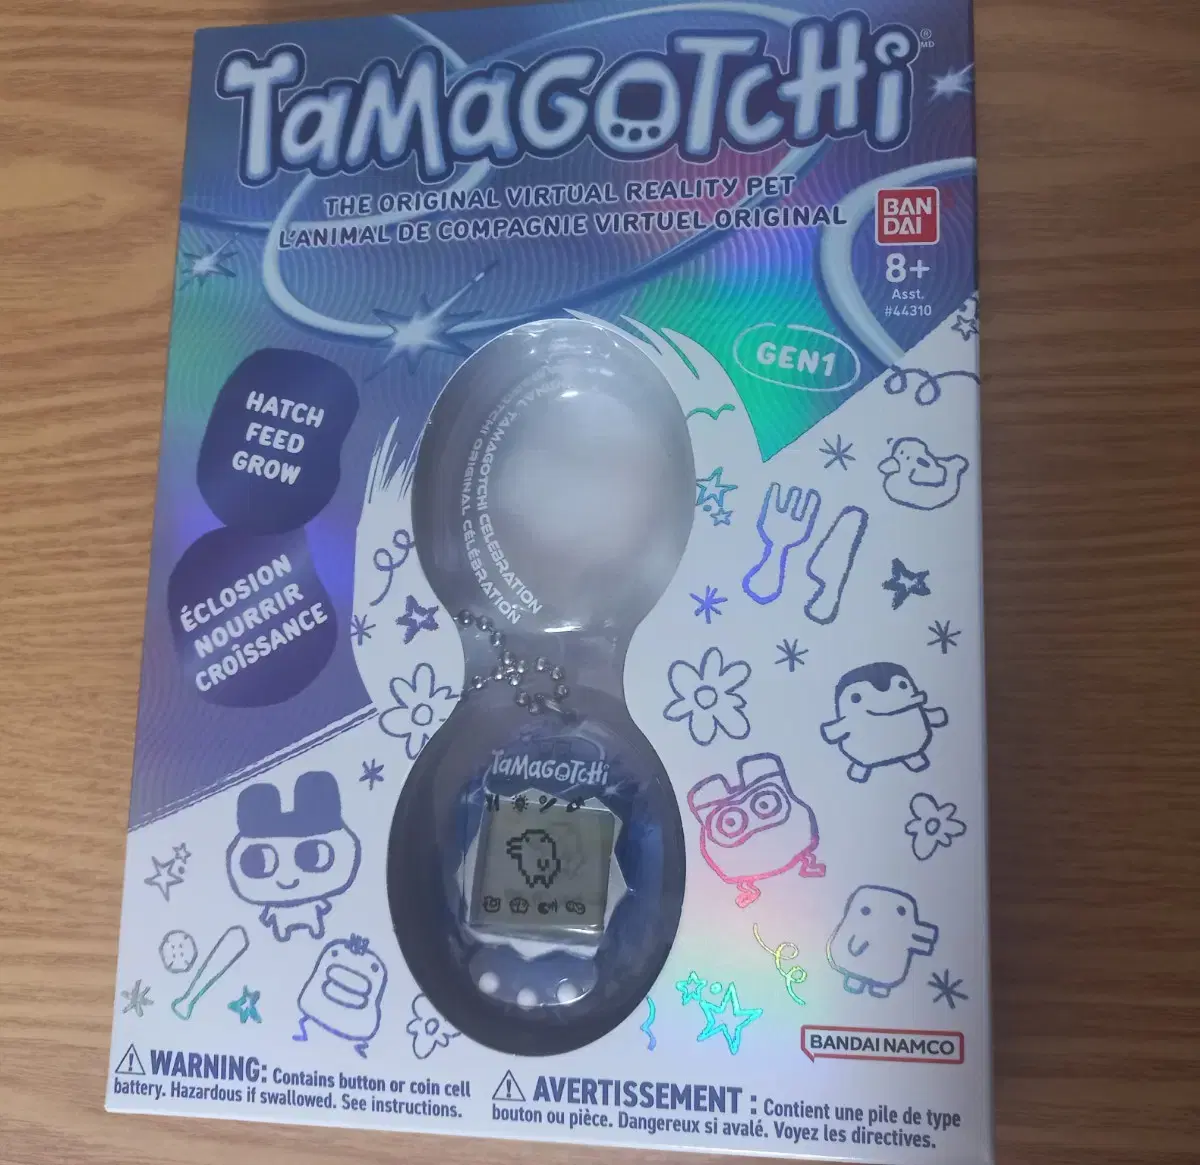 TaMaGOTCHi
® MD
THE ORIGINAL VIRTUAL REALITY PET
L'ANIMAL DE COMPAGNIE VIRTUEL ORIGINAL
BAN
DAI
8+
Asst.
#44310
GEN1
HATCH
FEED
GROW
ÉCLOSION
NOURRIR
CROÎSSANCE
ORIGINAL TAMAGOTCHI CELEBRATION
TAMAGOTCHI ORIGINAL CÉLÉBRATION
TaMaGOTCHi
BANDAI NAMCO
WARNING: Contains button or coin cell
battery. Hazardous if swallowed. See instructions.
AVERTISSEMENT : Contient une pile de type
bouton ou pièce. Dangereux si avalé. Voyez les directives.